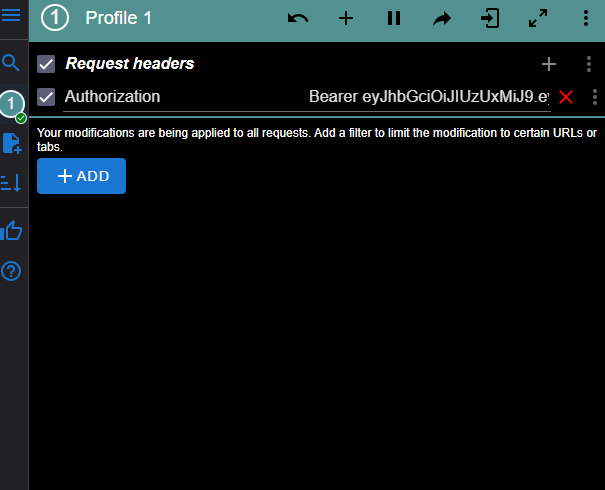 1 Profile 1
Request headers
Authorization Bearer eyJhbGciOiJIUzUxMiJ9.ey
1
Your modifications are being applied to all requests. Add a filter to limit the modification to certain URLs or
tabs.
ADD